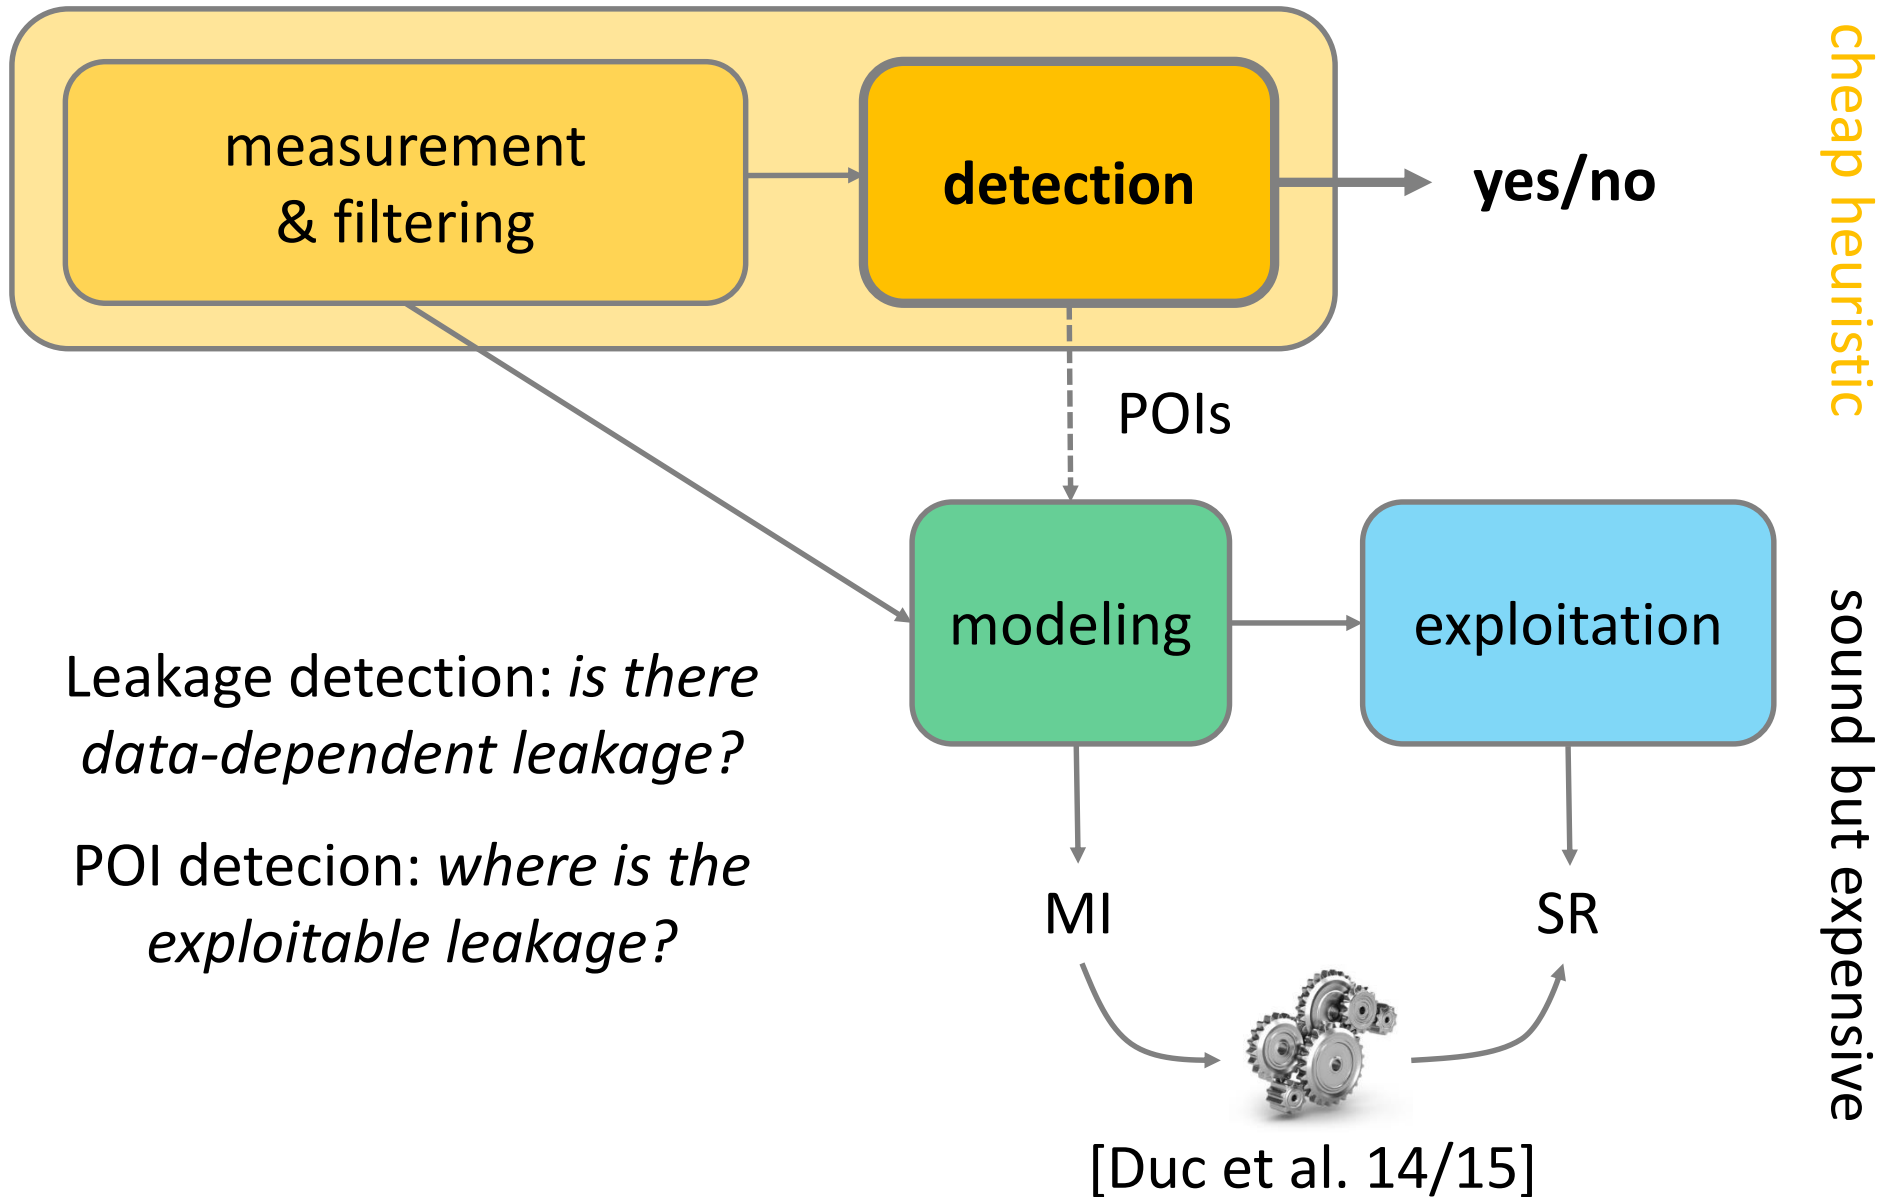 measurement
& filtering
detection
yes/no
cheap heuristic
POIs
modeling
exploitation
Leakage detection: is there
data-dependent leakage?
POI detecion: where is the
exploitable leakage?
MI
SR
sound but expensive
[Duc et al. 14/15]